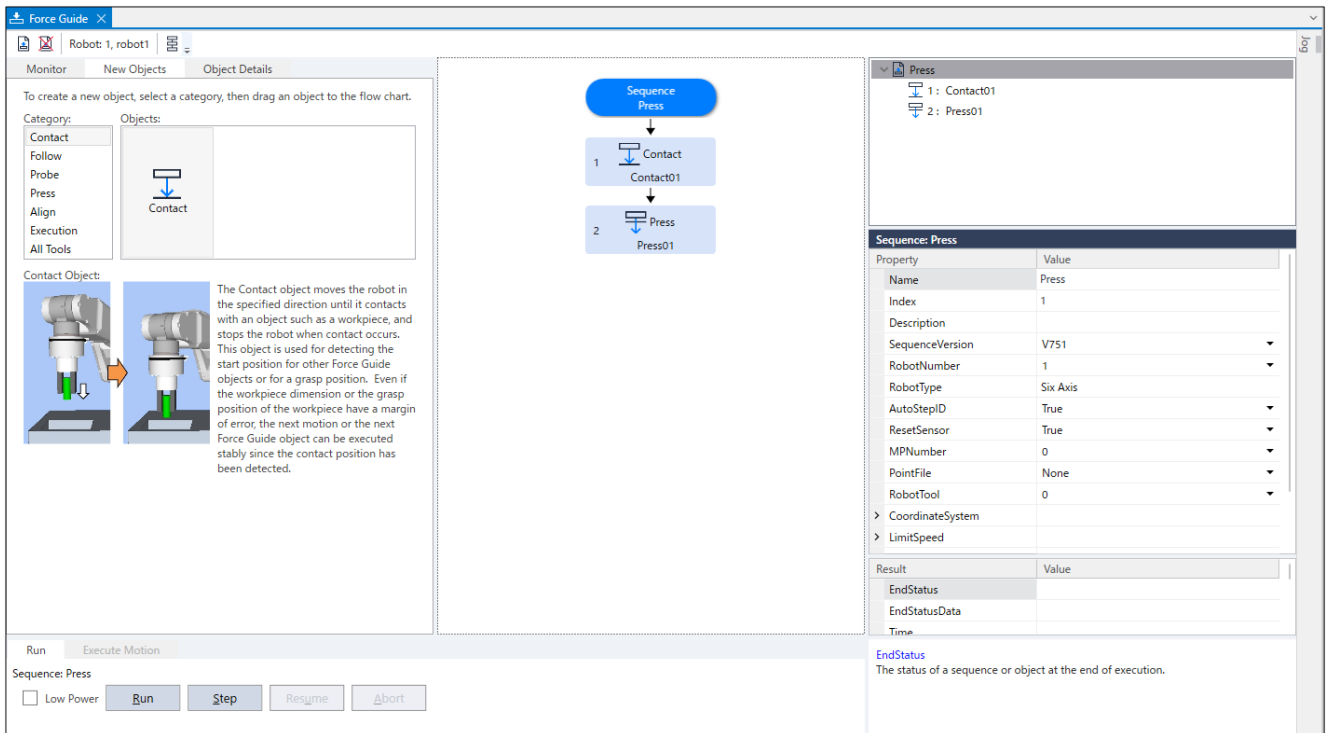 Force Guide
Robot: 1, robot1
Jog
Monitor
New Objects
Object Details
To create a new object, select a category, then drag an object to the flow chart.
Category:
Objects:
Contact
Follow
Probe
Press
Align
Execution
All Tools
Contact
Contact Object:
The Contact object moves the robot in
the specified direction until it contacts
with an object such as a workpiece, and
stops the robot when contact occurs.
This object is used for detecting the
start position for other Force Guide
objects or for a grasp position. Even if
the workpiece dimension or the grasp
position of the workpiece have a margin
of error, the next motion or the next
Force Guide object can be executed
stably since the contact position has
been detected.
Sequence
Press
1
Contact
Contact01
2
Press
Press01
Press
1 : Contact01
2 : Press01
Sequence: Press
Property Value
Name Press
Index 1
Description
SequenceVersion V751
RobotNumber 1
RobotType Six Axis
AutoStepID True
ResetSensor True
MPNumber 0
PointFile None
RobotTool 0
CoordinateSystem
LimitSpeed
Result Value
EndStatus
EndStatusData
Time
EndStatus
The status of a sequence or object at the end of execution.
Run
Execute Motion
Sequence: Press
Low Power
Run
Step
Resume
Abort